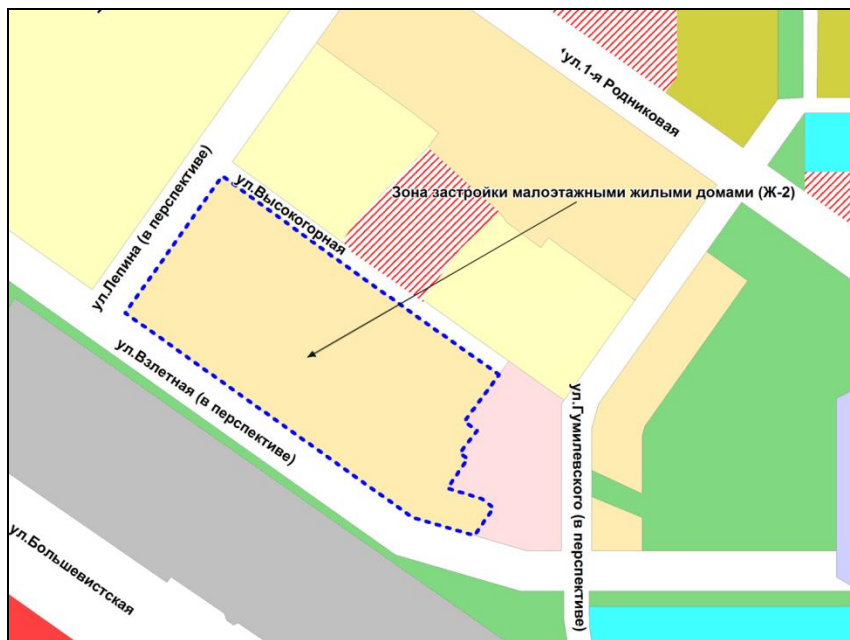 ул.1-я Родниковая
Зона застройки малоэтажными жилыми домами (Ж-2)
ул.Высокогорная
ул.Лепина (в перспективе)
ул.Взлетная (в перспективе)
ул.Гумилевского (в перспективе)
ул.Большевистская